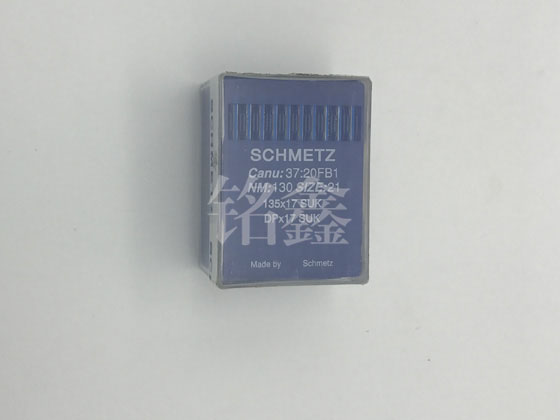 SCHMETZ
Canu: 37:20FB1
NM: 130 SIZE: 21
135x17 SUK
DPx17 SUK
铭鑫
Made by Schmetz